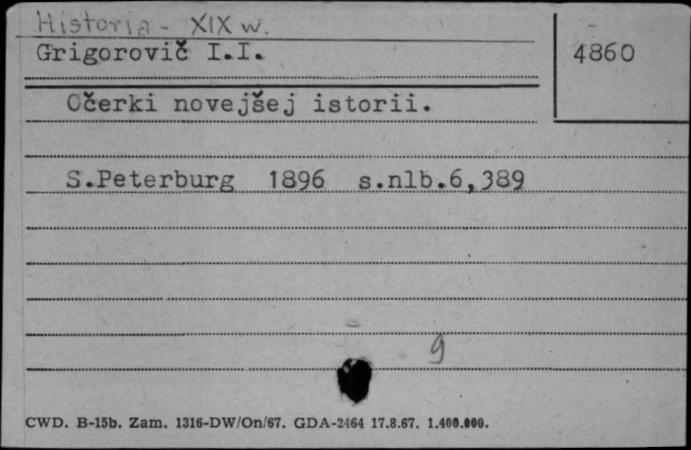 Historia - XIX w.
Grigorovič I.I.
4860
Očerki novejšej istorii.
S.Peterburg 1896 s.nlb.6,389
9
CWD. B-15b. Zam. 1316-DW/On/67. GDA-2464 17.8.67. 1.400.000.